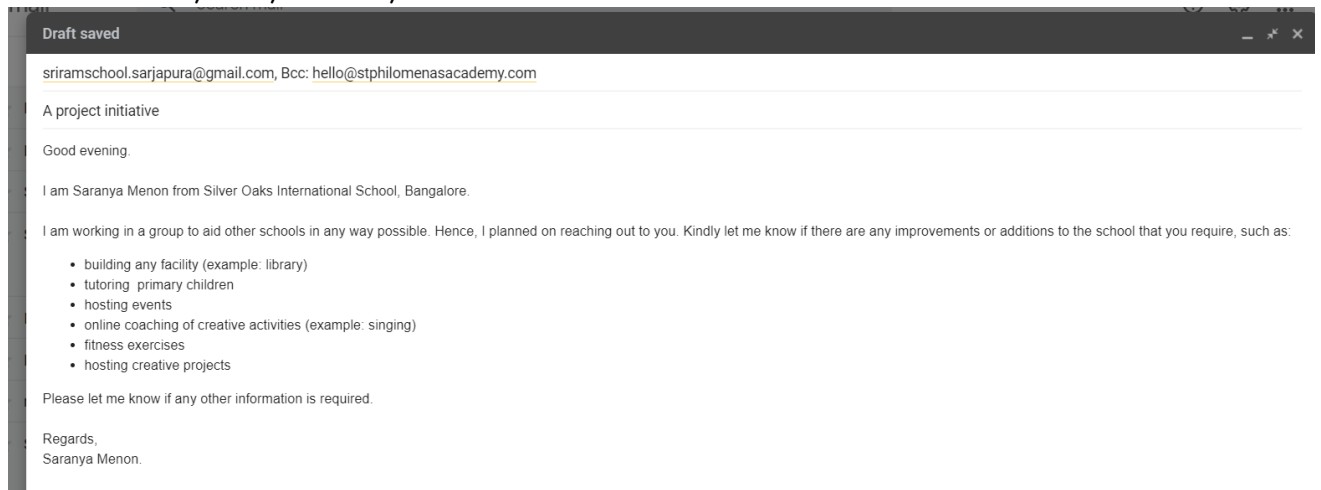 Draft saved
sriramschool.sarjapura@gmail.com, Bcc: hello@stphilomenasacademy.com
A project initiative
Good evening.
I am Saranya Menon from Silver Oaks International School, Bangalore.
I am working in a group to aid other schools in any way possible. Hence, I planned on reaching out to you. Kindly let me know if there are any improvements or additions to the school that you require, such as:
• building any facility (example: library)
• tutoring  primary children
• hosting events
• online coaching of creative activities (example: singing)
• fitness exercises
• hosting creative projects
Please let me know if any other information is required.
Regards,
Saranya Menon.